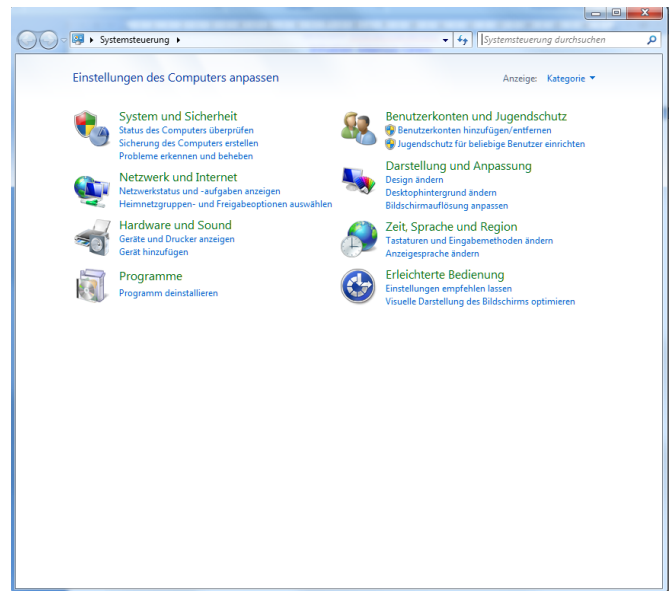 Systemsteuerung
Systemsteuerung durchsuchen
Einstellungen des Computers anpassen
Anzeige: Kategorie
System und Sicherheit
Status des Computers überprüfen
Sicherung des Computers erstellen
Probleme erkennen und beheben
Netzwerk und Internet
Netzwerkstatus und -aufgaben anzeigen
Heimnetzgruppen- und Freigabeoptionen auswählen
Hardware und Sound
Geräte und Drucker anzeigen
Gerät hinzufügen
Programme
Programm deinstallieren
Benutzerkonten und Jugendschutz
Benutzerkonten hinzufügen/entfernen
Jugendschutz für beliebige Benutzer einrichten
Darstellung und Anpassung
Design ändern
Desktophintergrund ändern
Bildschirmauflösung anpassen
Zeit, Sprache und Region
Tastaturen und Eingabemethoden ändern
Anzeigesprache ändern
Erleichterte Bedienung
Einstellungen empfehlen lassen
Visuelle Darstellung des Bildschirms optimieren